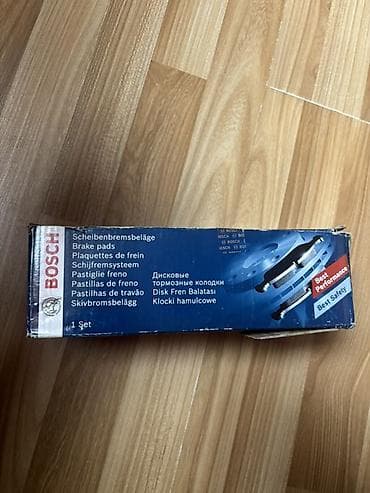 BOSCH
Scheibenbremsbeläge
Brake pads
Plaquettes de frein
Schijfremsysteem
Pastiglie freno
Pastillas de freno
Pastilhas de travão
Skivbromsbelägg
1 Set
Дисковые
тормозные колодки
Disk Fren Balatası
Klocki hamulcowe
Best
Performance
Best Safety
BOSCH